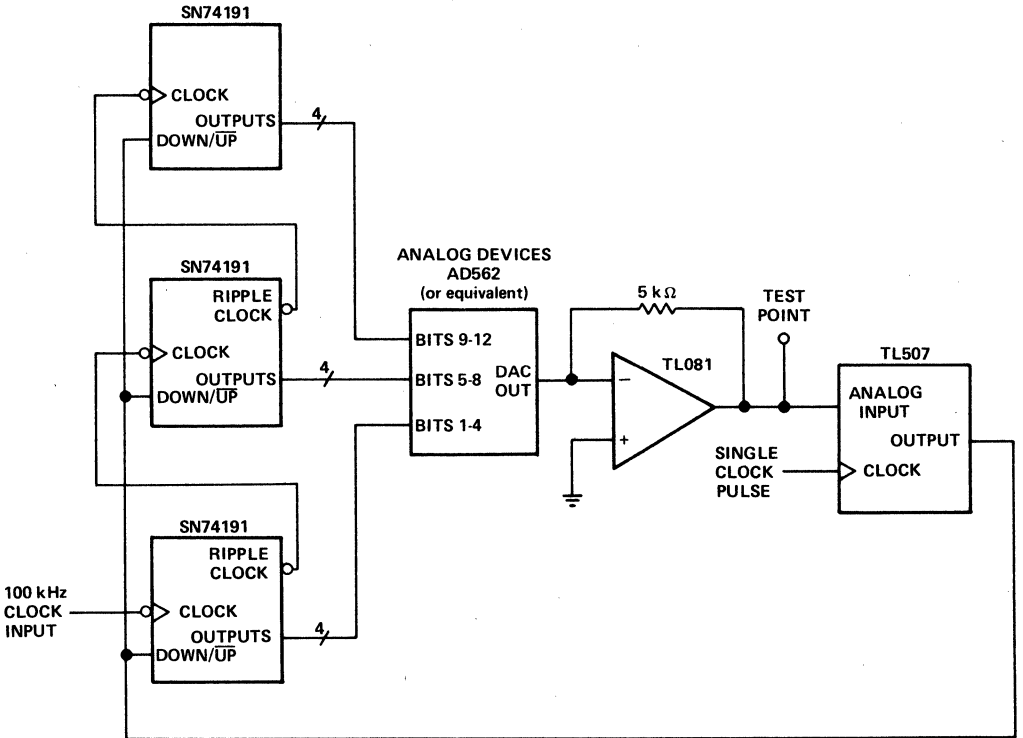 SN74191
CLOCK
OUTPUTS
4
DOWN/UP
SN74191
RIPPLE
CLOCK
CLOCK
OUTPUTS
4
DOWN/UP
SN74191
RIPPLE
CLOCK
100 kHz
CLOCK
INPUT
CLOCK
OUTPUTS
4
DOWN/UP
ANALOG DEVICES
AD562
(or equivalent)
BITS 9-12
BITS 5-8
BITS 1-4
DAC
OUT
5 kΩ
TL081
−
+
TEST
POINT
TL507
ANALOG
INPUT
OUTPUT
CLOCK
SINGLE
CLOCK
PULSE